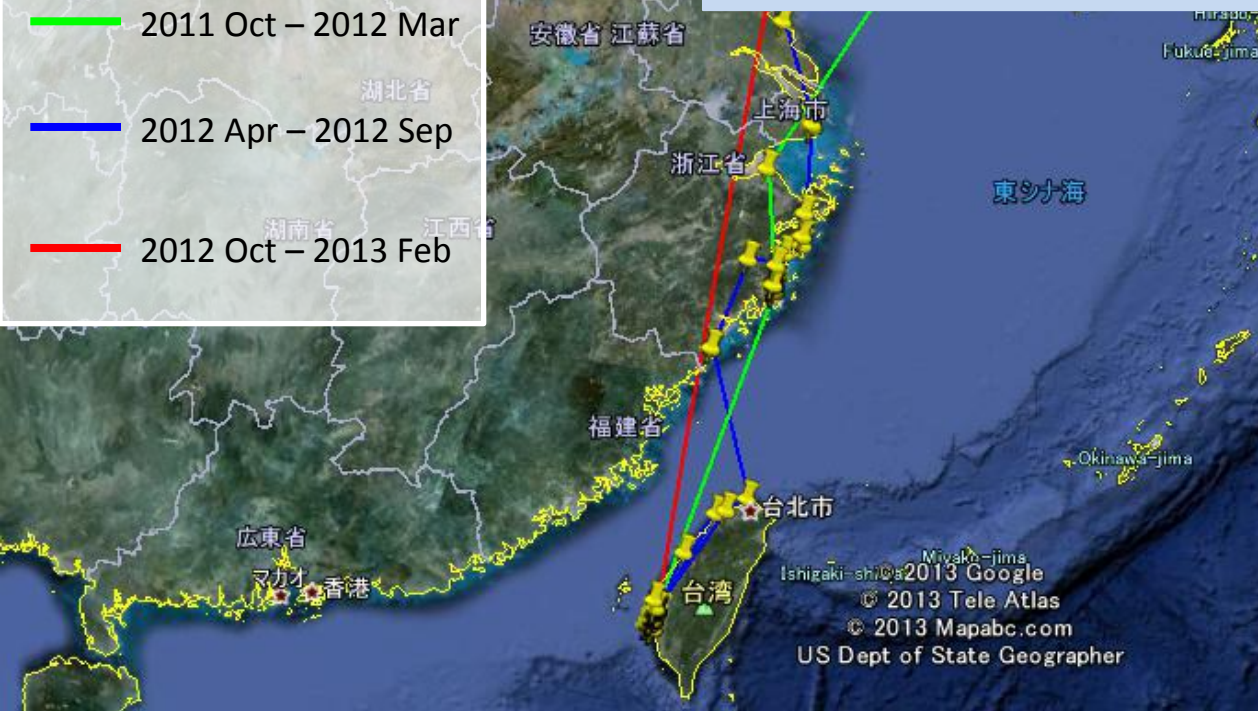 2011 Oct – 2012 Mar
2012 Apr – 2012 Sep
2012 Oct – 2013 Feb
安徽省 江蘇省
湖北省
上海市
浙江省
湖南省
江西省
Fukue-jima
東シナ海
福建省
Okinawa-jima
台北市
広東省
マカオ
香港
台湾
Miyako-jima
© 2013 Google
© 2013 Tele Atlas
© 2013 Mapabc.com
US Dept of State Geographer